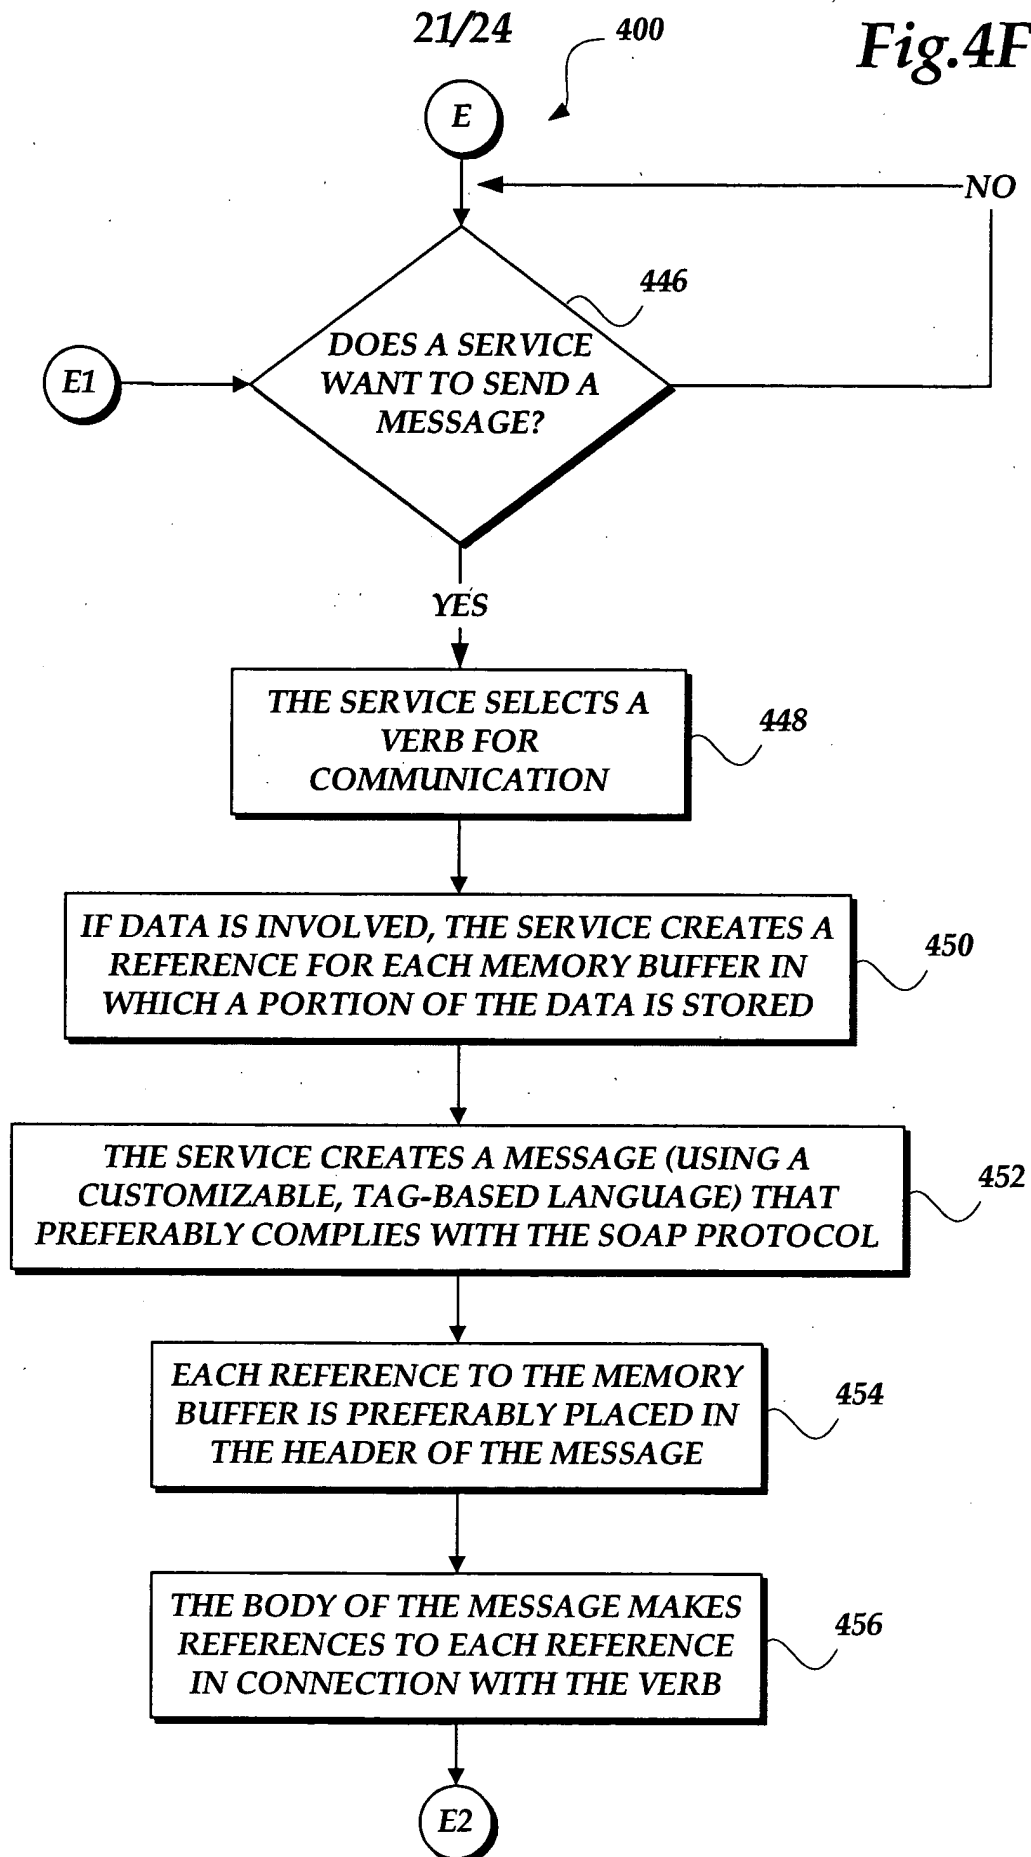 21/24
400
Fig.4F
E
NO
446
DOES A SERVICE
WANT TO SEND A
MESSAGE?
E1
YES
THE SERVICE SELECTS A
VERB FOR
COMMUNICATION
448
IF DATA IS INVOLVED, THE SERVICE CREATES A
REFERENCE FOR EACH MEMORY BUFFER IN
WHICH A PORTION OF THE DATA IS STORED
450
THE SERVICE CREATES A MESSAGE (USING A
CUSTOMIZABLE, TAG-BASED LANGUAGE) THAT
PREFERABLY COMPLIES WITH THE SOAP PROTOCOL
452
EACH REFERENCE TO THE MEMORY
BUFFER IS PREFERABLY PLACED IN
THE HEADER OF THE MESSAGE
454
THE BODY OF THE MESSAGE MAKES
REFERENCES TO EACH REFERENCE
IN CONNECTION WITH THE VERB
456
E2